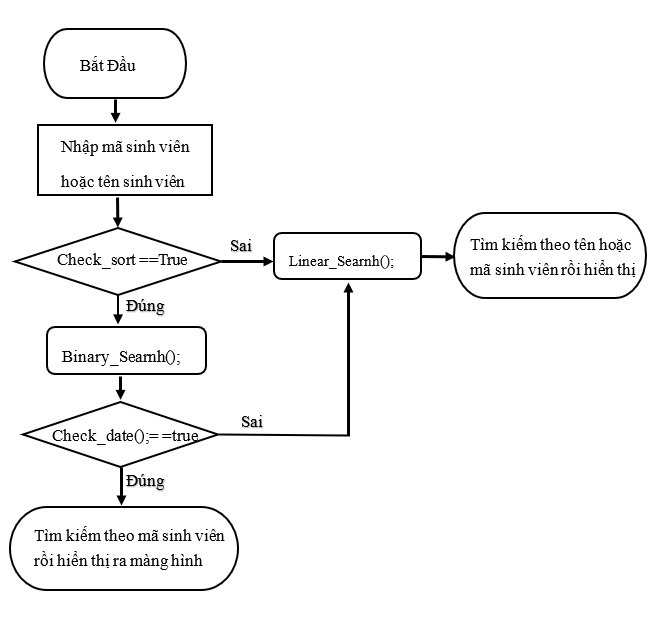 Bắt Đầu
Nhập mã sinh viên
hoặc tên sinh viên
Check_sort ==True
Sai
Linear_Searnh();
Tìm kiếm theo tên hoặc
mã sinh viên rồi hiển thị
Đúng
Binary_Searnh();
Check_date();==true
Sai
Đúng
Tìm kiếm theo mã sinh viên
rồi hiển thị ra màng hình